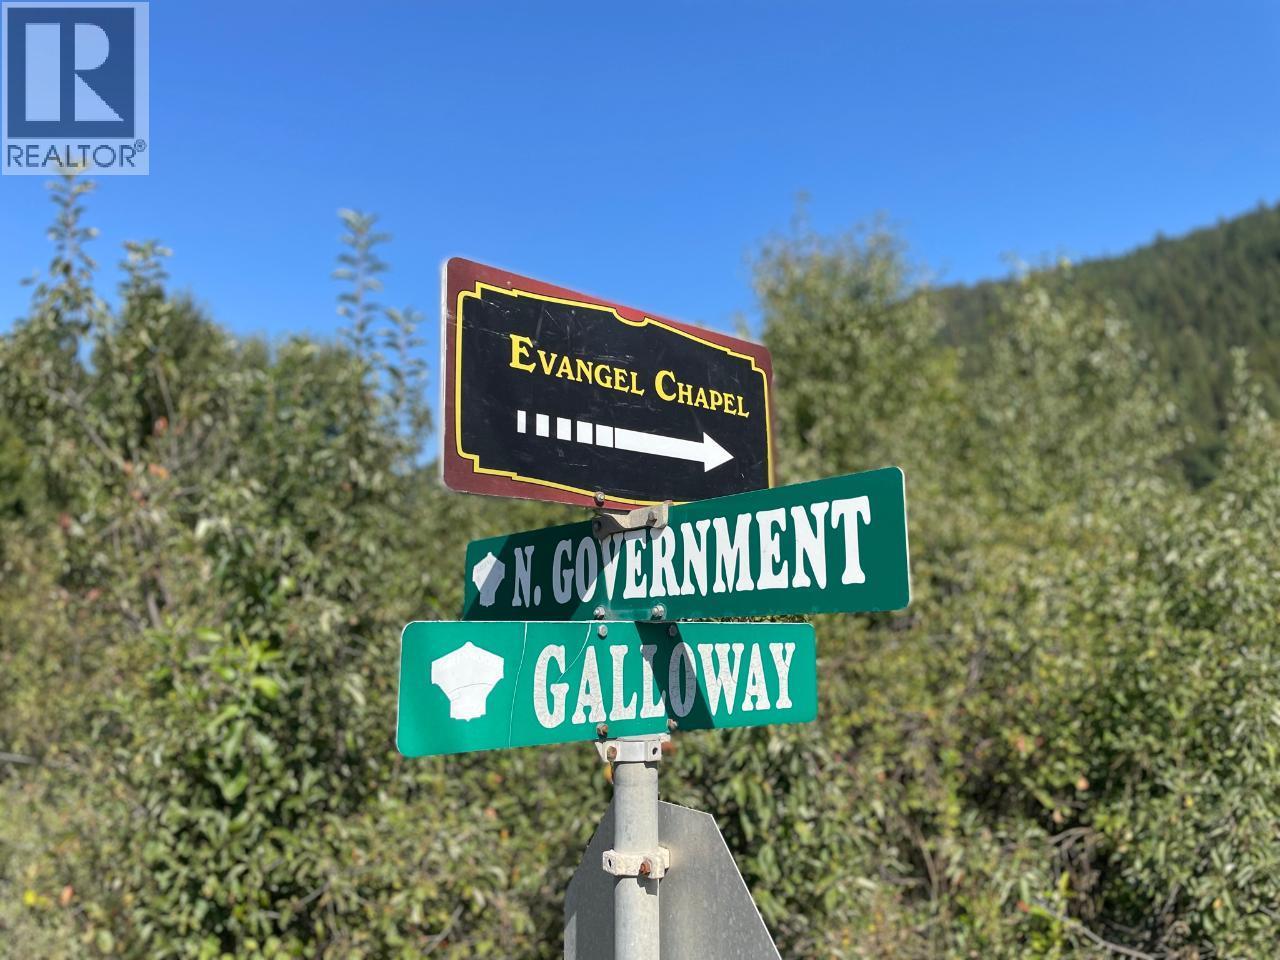 REALTOR®
EVANGEL CHAPEL
N. GOVERNMENT
GALLOWAY